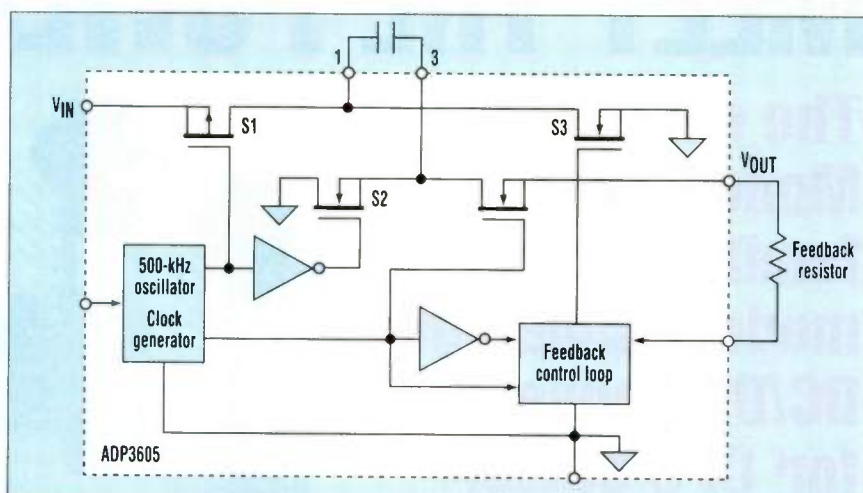 1
3
VIN
S1
S3
VOUT
S2
500-kHz
oscillator
Clock
generator
Feedback
control loop
Feedback
resistor
ADP3605